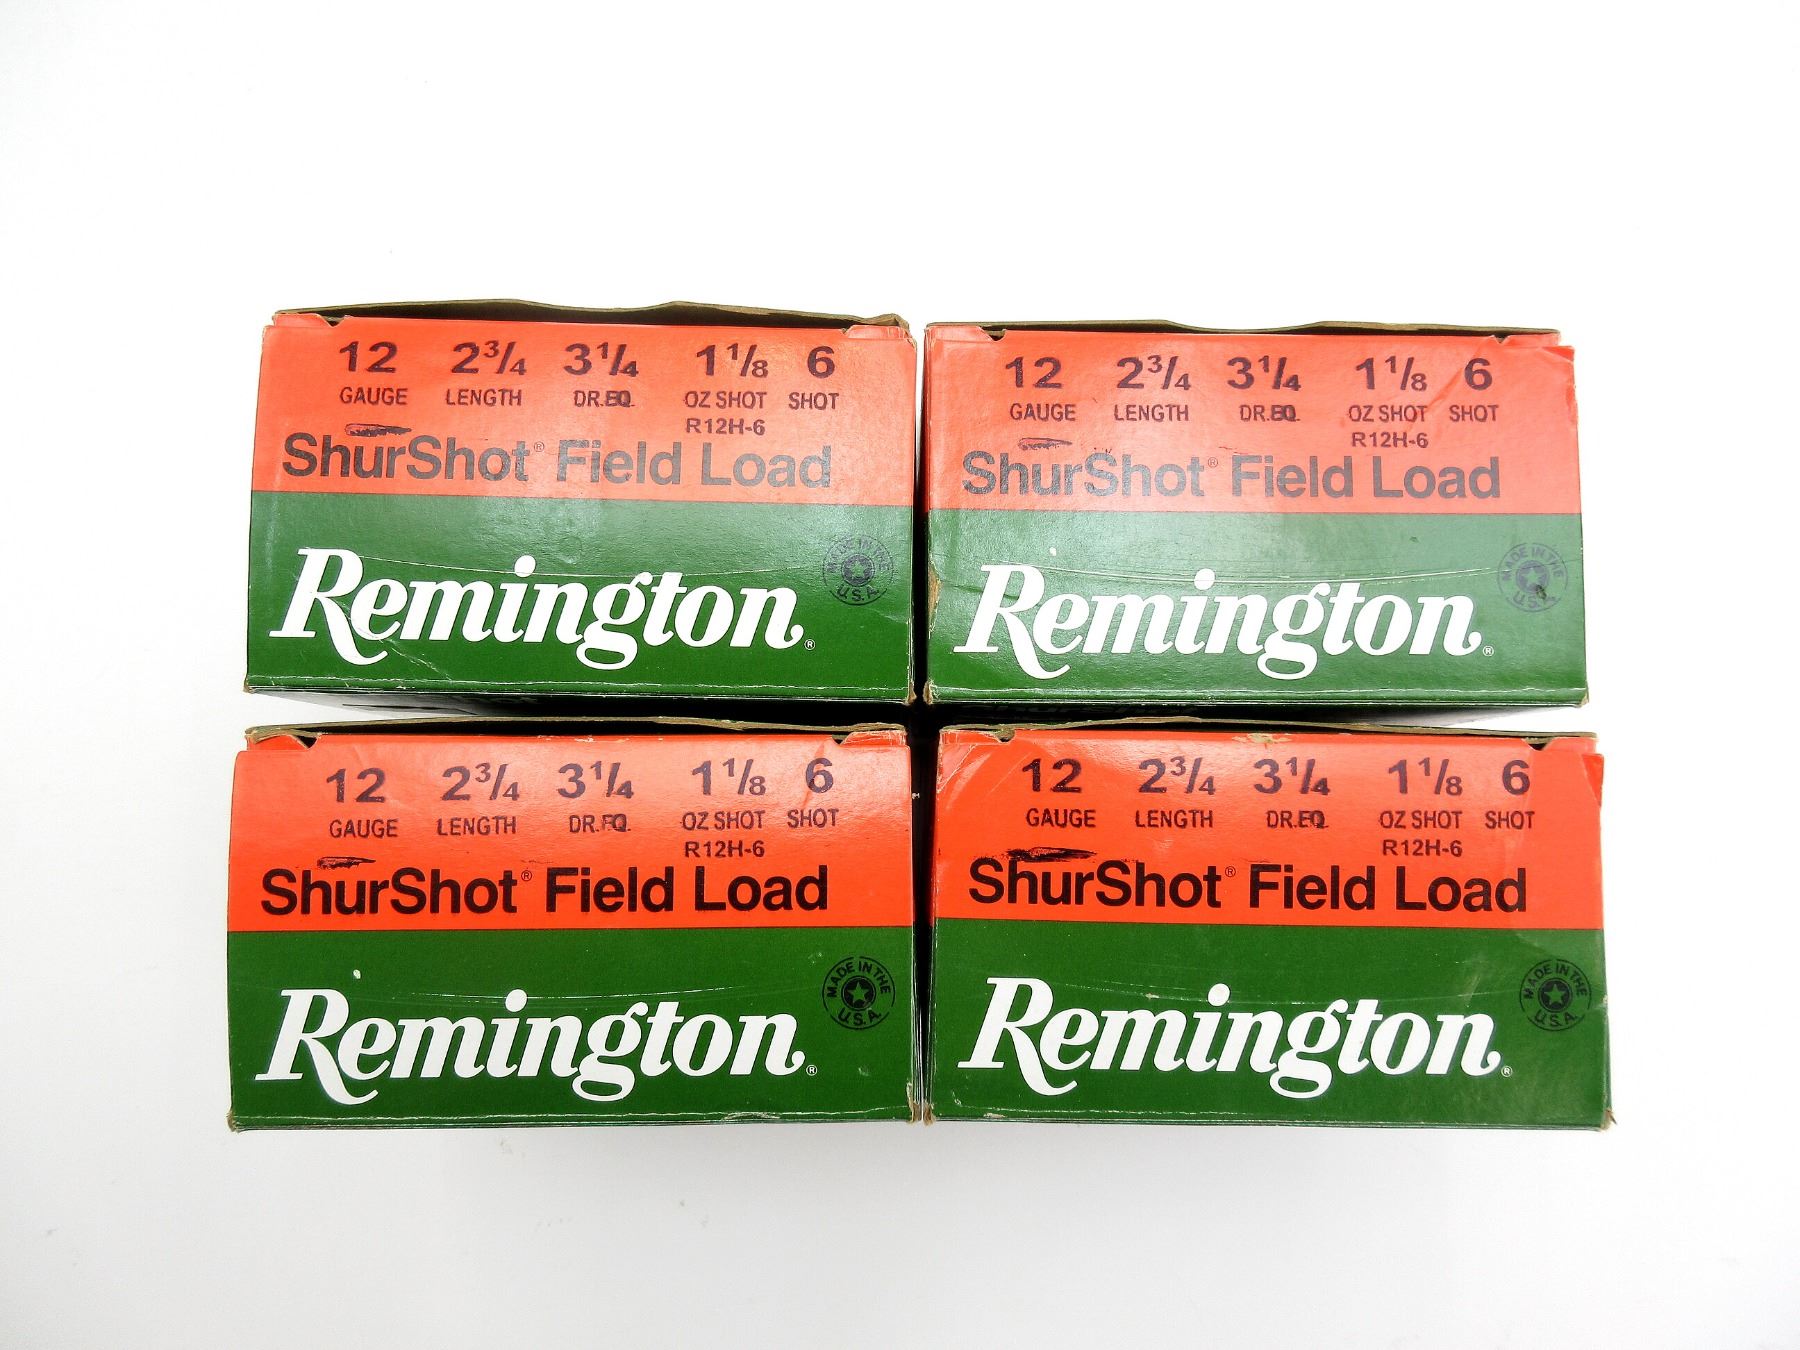 12 2¾ 3¼ 1⅛ 6
GAUGE LENGTH DR.EQ. OZ SHOT SHOT
R12H-6
ShurShot® Field Load
MADE IN THE U.S.A.
Remington®
12 2¾ 3¼ 1⅛ 6
GAUGE LENGTH DR.EQ. OZ SHOT SHOT
R12H-6
ShurShot® Field Load
MADE IN THE U.S.A.
Remington®
12 2¾ 3¼ 1⅛ 6
GAUGE LENGTH DR.EQ. OZ SHOT SHOT
R12H-6
ShurShot® Field Load
MADE IN THE U.S.A.
Remington®
12 2¾ 3¼ 1⅛ 6
GAUGE LENGTH DR.EQ. OZ SHOT SHOT
R12H-6
ShurShot® Field Load
MADE IN THE U.S.A.
Remington®